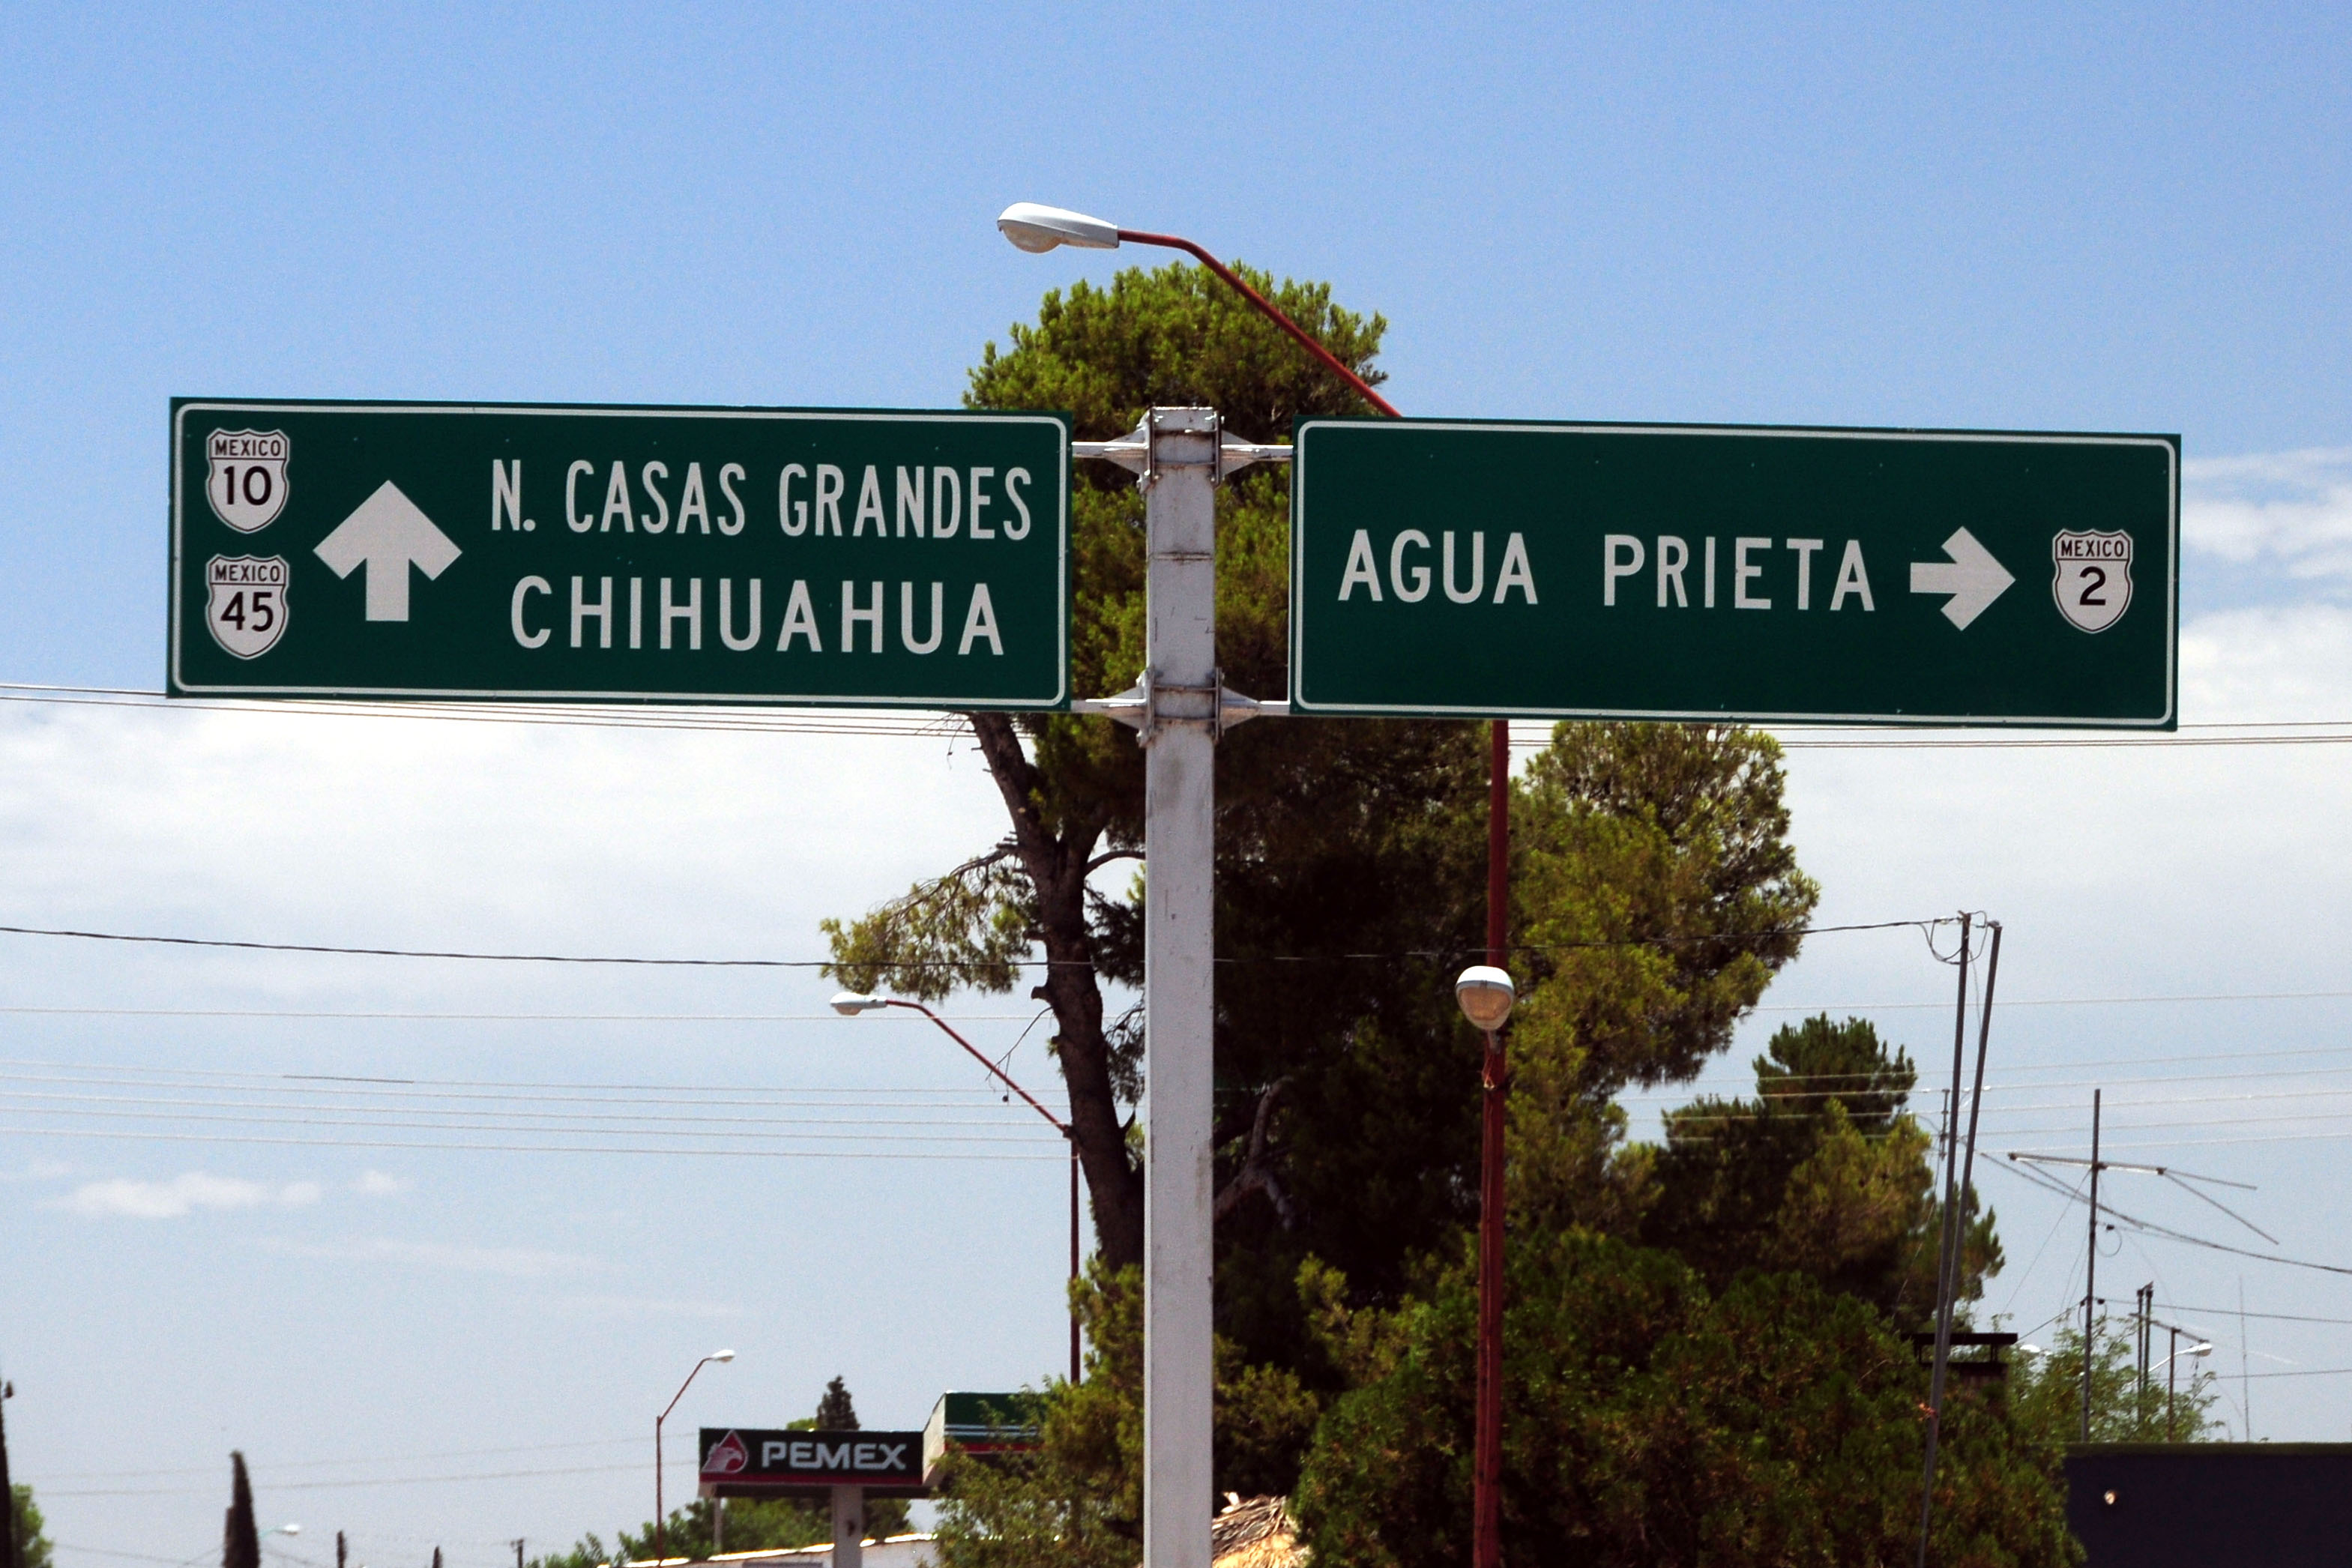 MEXICO
10
MEXICO
45
N. CASAS GRANDES
CHIHUAHUA
AGUA PRIETA
MEXICO
2
PEMEX